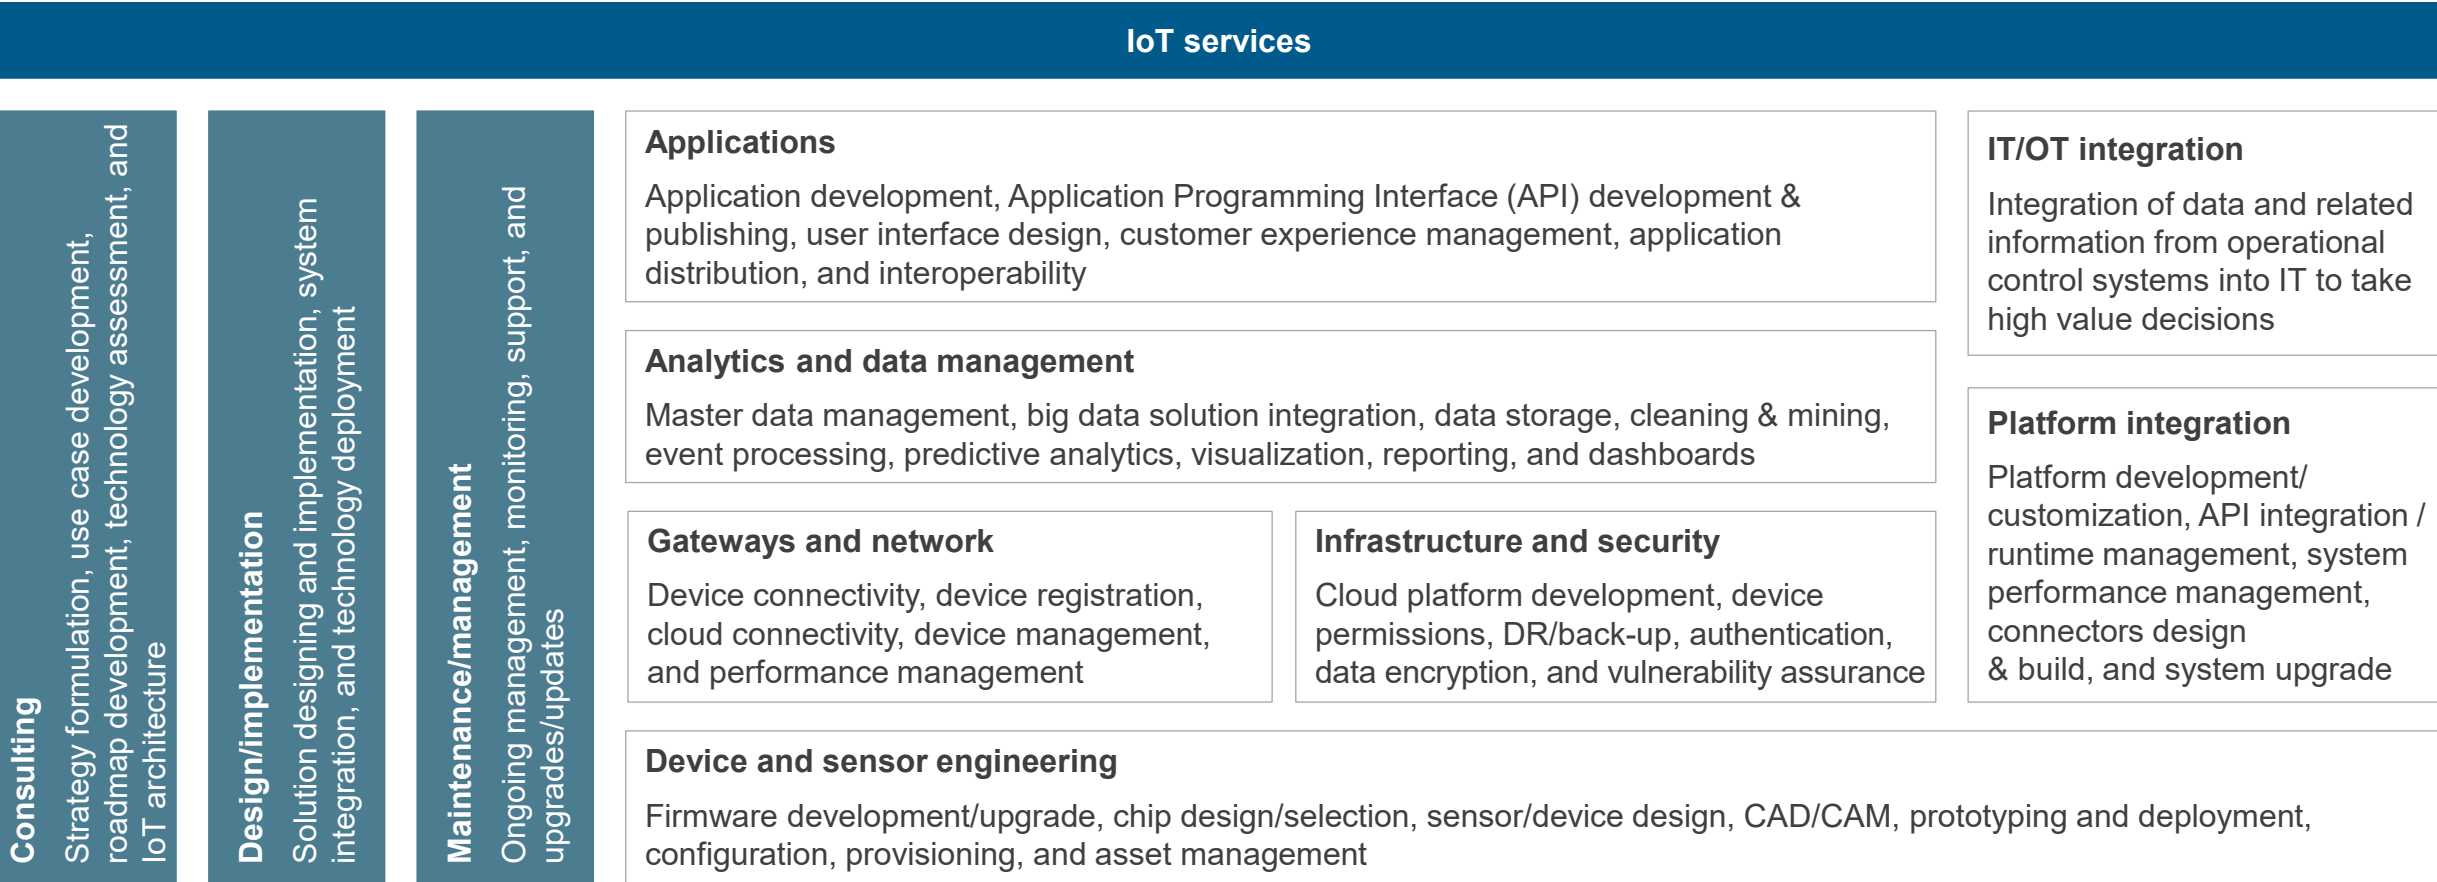 IoT services
Consulting
Strategy formulation, use case development,
roadmap development, technology assessment, and
IoT architecture
Design/implementation
Solution designing and implementation, system
integration, and technology deployment
Maintenance/management
Ongoing management, monitoring, support, and
upgrades/updates
Applications
Application development, Application Programming Interface (API) development &
publishing, user interface design, customer experience management, application
distribution, and interoperability
Analytics and data management
Master data management, big data solution integration, data storage, cleaning & mining,
event processing, predictive analytics, visualization, reporting, and dashboards
Gateways and network
Device connectivity, device registration,
cloud connectivity, device management,
and performance management
Infrastructure and security
Cloud platform development, device
permissions, DR/back-up, authentication,
data encryption, and vulnerability assurance
IT/OT integration
Integration of data and related
information from operational
control systems into IT to take
high value decisions
Platform integration
Platform development/
customization, API integration /
runtime management, system
performance management,
connectors design
& build, and system upgrade
Device and sensor engineering
Firmware development/upgrade, chip design/selection, sensor/device design, CAD/CAM, prototyping and deployment,
configuration, provisioning, and asset management